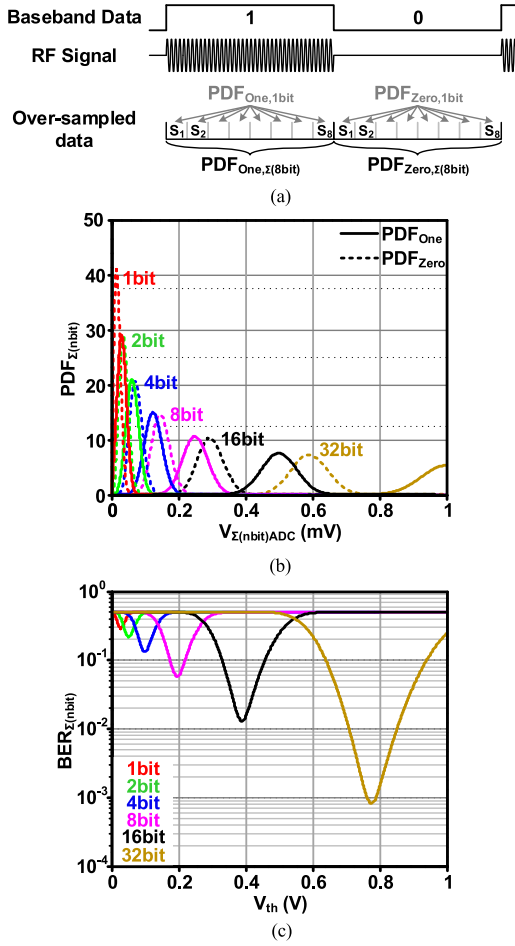 Baseband Data 1 0
RF Signal
PDFOne,1bit PDFZero,1bit
Over-sampled data
S1 S2 S8 S1 S2 S8
PDFOne,Σ(8bit) PDFZero,Σ(8bit)
(a)
50
40
30
20
10
0
PDFΣ(nbit)
PDFOne
PDFZero
1bit
2bit
4bit
8bit
16bit
32bit
0 0.2 0.4 0.6 0.8 1
VΣ(nbit)ADC (mV)
(b)
10^0
10^-1
10^-2
10^-3
10^-4
BERΣ(nbit)
1bit
2bit
4bit
8bit
16bit
32bit
0 0.2 0.4 0.6 0.8 1
Vth (V)
(c)